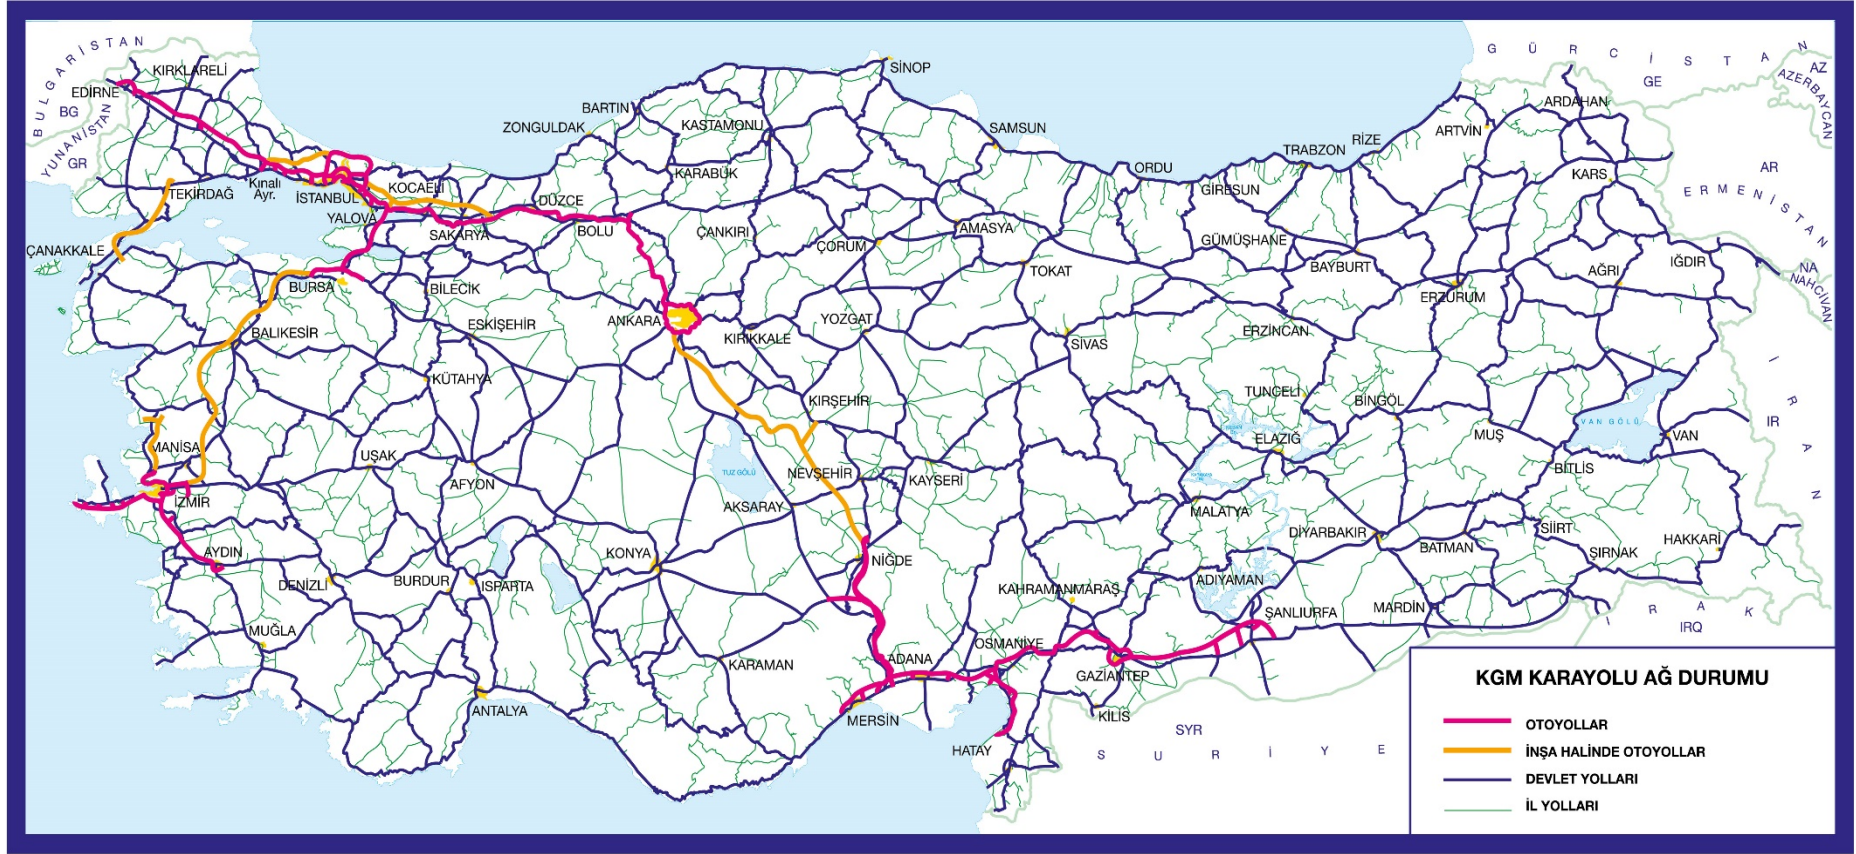 BULGARİSTAN
BG
YUNANİSTAN
GR
GÜRCİSTAN
GE
AZ
AZERBAYCAN
AR
ERMENİSTAN
NA
NAHCİVAN
İRAN
IR
IRAK
IRQ
SYR
SURİYE
KIRKLARELİ
EDİRNE
TEKİRDAĞ
Kınalı
Ayr.
İSTANBUL
KOCAELİ
YALOVA
SAKARYA
DÜZCE
BOLU
ZONGULDAK
BARTIN
KASTAMONU
KARABÜK
SİNOP
SAMSUN
ORDU
GİRESUN
TRABZON
RİZE
ARTVİN
ARDAHAN
KARS
ÇANAKKALE
BURSA
BİLECİK
ÇANKIRI
ÇORUM
AMASYA
TOKAT
GÜMÜŞHANE
BAYBURT
ERZURUM
AĞRI
IĞDIR
BALIKESİR
ESKİŞEHİR
ANKARA
KIRIKKALE
YOZGAT
SİVAS
ERZİNCAN
KÜTAHYA
KIRŞEHİR
TUNCELİ
BİNGÖL
MUŞ
VAN GÖLÜ
VAN
BİTLİS
MANİSA
UŞAK
AFYON
TUZ GÖLÜ
NEVŞEHİR
KAYSERİ
ELAZIĞ
İZMİR
AKSARAY
MALATYA
DİYARBAKIR
BATMAN
SİİRT
ŞIRNAK
HAKKARİ
AYDIN
DENİZLİ
BURDUR
ISPARTA
KONYA
NİĞDE
KAHRAMANMARAŞ
ADIYAMAN
ŞANLIURFA
MARDİN
MUĞLA
ANTALYA
KARAMAN
ADANA
MERSİN
OSMANİYE
GAZİANTEP
KİLİS
HATAY
KGM KARAYOLU AĞ DURUMU
OTOYOLLAR
İNŞA HALİNDE OTOYOLLAR
DEVLET YOLLARI
İL YOLLARI